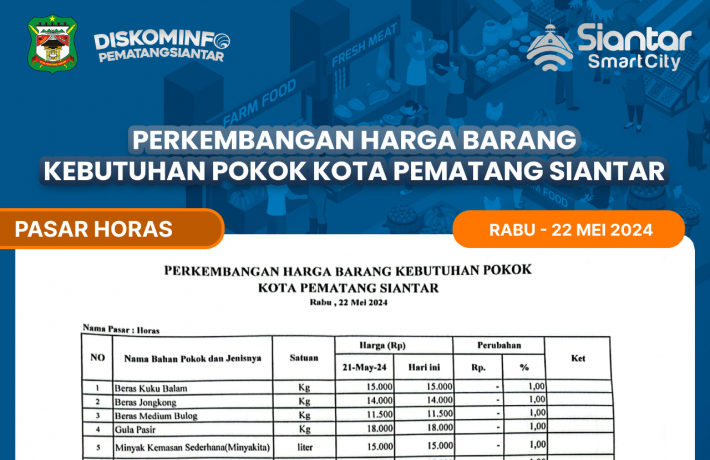 DISKOMINFO
PEMATANGSIANTAR
Siantar
SmartCity
FRESH MEAT
FARM FOOD
FARM FOOD
PERKEMBANGAN HARGA BARANG
KEBUTUHAN POKOK KOTA PEMATANG SIANTAR
PASAR HORAS
RABU - 22 MEI 2024
PERKEMBANGAN HARGA BARANG KEBUTUHAN POKOK
KOTA PEMATANG SIANTAR
Rabu , 22 Mei 2024
Nama Pasar : Horas
NO Nama Bahan Pokok dan Jenisnya Satuan Harga (Rp) Perubahan Ket
21-May-24 Hari ini Rp. %
1 Beras Kuku Balam Kg 15.000 15.000 - 1,00
2 Beras Jongkong Kg 14.000 14.000 - 1,00
3 Beras Medium Bulog Kg 11.500 11.500 - 1,00
4 Gula Pasir Kg 18.000 18.000 - 1,00
5 Minyak Kemasan Sederhana(Minyakita) liter 15.000 15.000 - 1,00